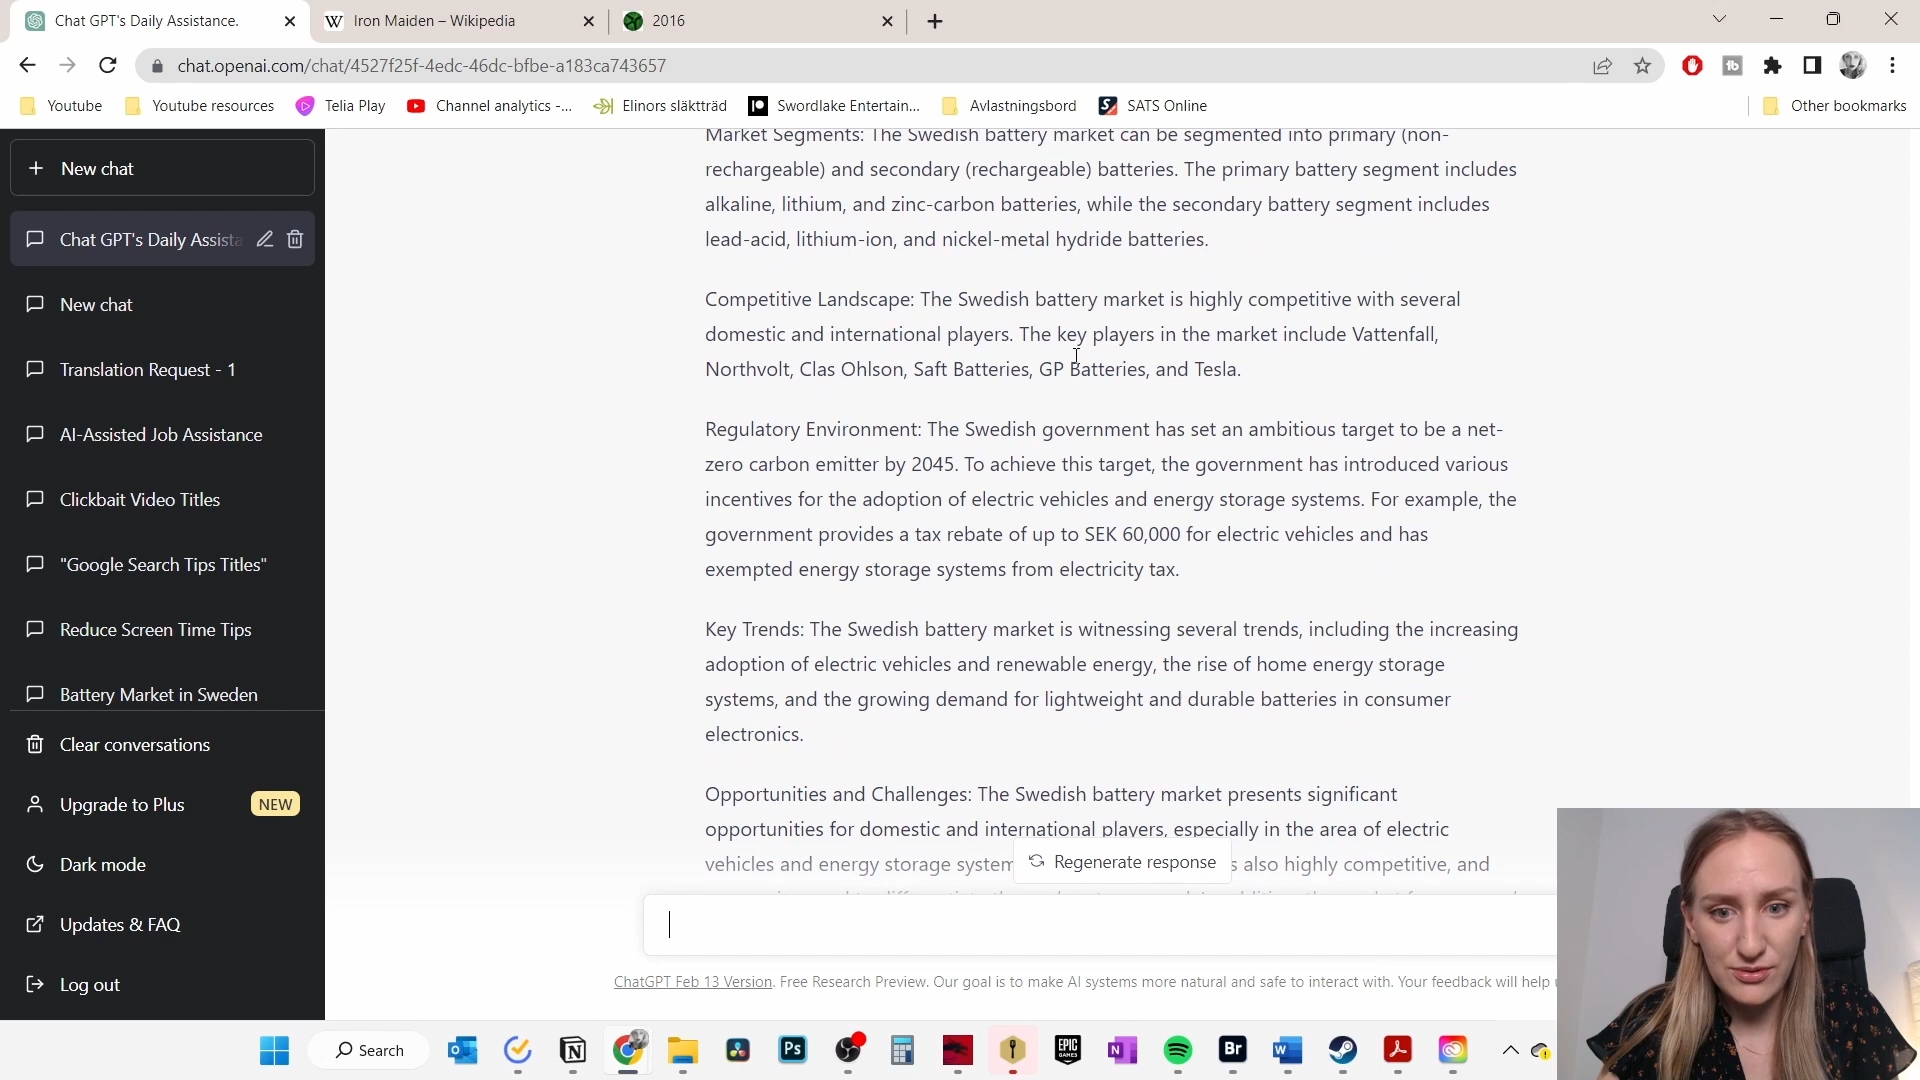 Chat GPT's Daily Assistance.
Iron Maiden – Wikipedia
2016
chat.openai.com/chat/4527f25f-4edc-46dc-bfbe-a183ca743657
Youtube
Youtube resources
Telia Play
Channel analytics -...
Elinors släktträd
Swordlake Entertain...
Avlastningsbord
SATS Online
Other bookmarks
New chat
Chat GPT's Daily Assista
New chat
Translation Request - 1
AI-Assisted Job Assistance
Clickbait Video Titles
"Google Search Tips Titles"
Reduce Screen Time Tips
Battery Market in Sweden
Clear conversations
Upgrade to Plus NEW
Dark mode
Updates & FAQ
Log out
Market Segments: The Swedish battery market can be segmented into primary (non-
rechargeable) and secondary (rechargeable) batteries. The primary battery segment includes
alkaline, lithium, and zinc-carbon batteries, while the secondary battery segment includes
lead-acid, lithium-ion, and nickel-metal hydride batteries.
Competitive Landscape: The Swedish battery market is highly competitive with several
domestic and international players. The key players in the market include Vattenfall,
Northvolt, Clas Ohlson, Saft Batteries, GP Batteries, and Tesla.
Regulatory Environment: The Swedish government has set an ambitious target to be a net-
zero carbon emitter by 2045. To achieve this target, the government has introduced various
incentives for the adoption of electric vehicles and energy storage systems. For example, the
government provides a tax rebate of up to SEK 60,000 for electric vehicles and has
exempted energy storage systems from electricity tax.
Key Trends: The Swedish battery market is witnessing several trends, including the increasing
adoption of electric vehicles and renewable energy, the rise of home energy storage
systems, and the growing demand for lightweight and durable batteries in consumer
electronics.
Opportunities and Challenges: The Swedish battery market presents significant
opportunities for domestic and international players, especially in the area of electric
vehicles and energy storage system also highly competitive, and
Regenerate response
ChatGPT Feb 13 Version. Free Research Preview. Our goal is to make AI systems more natural and safe to interact with. Your feedback will help
Search